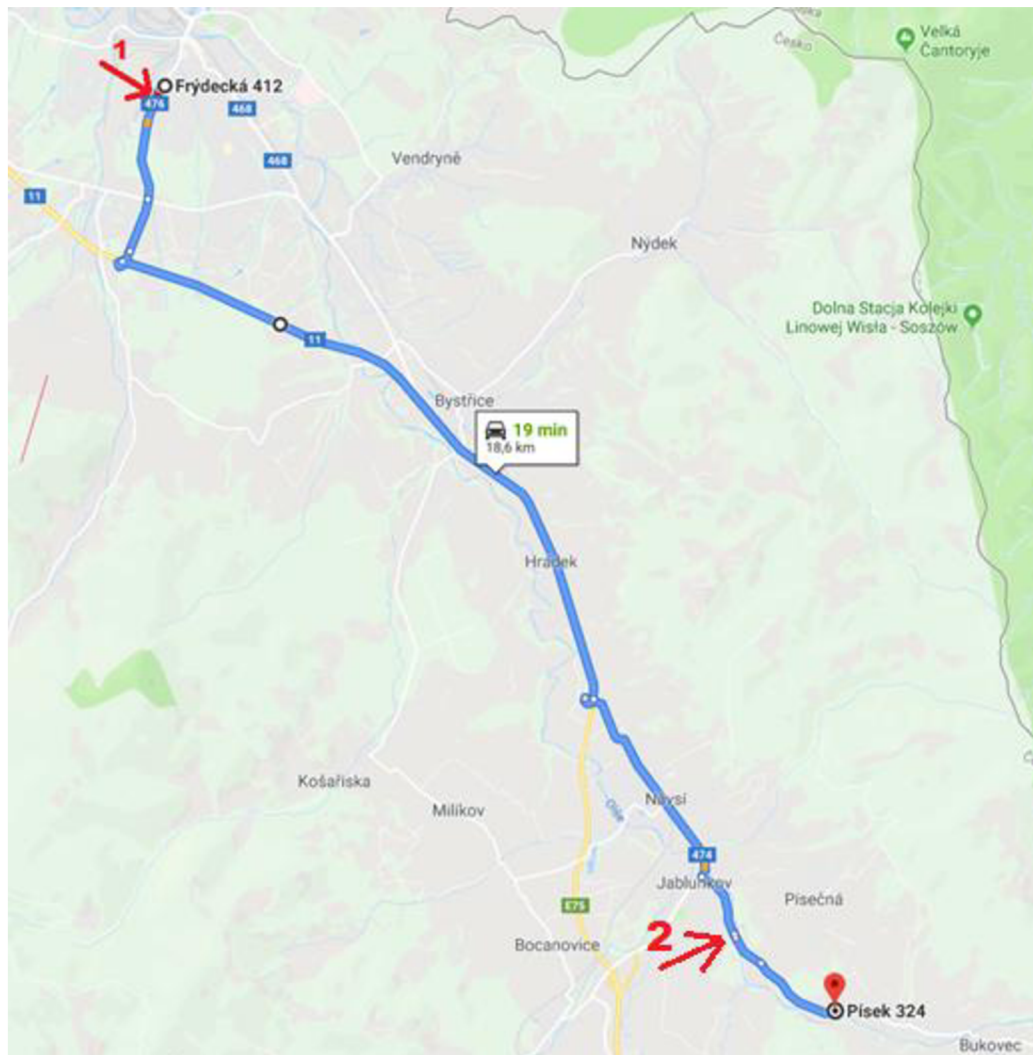 Velká
Čantoryje
Česko
1
Frýdecká 412
476
468
468
Vendryně
11
Nýdek
Dolna Stacja Kolejki
Linowej Wisła - Soszów
11
Bystřice
19 min
18,6 km
Hrádek
Košařiska
Milíkov
Olše
Návsí
474
Jablunkov
Písečná
E75
2
Bocanovice
Písek 324
Bukovec